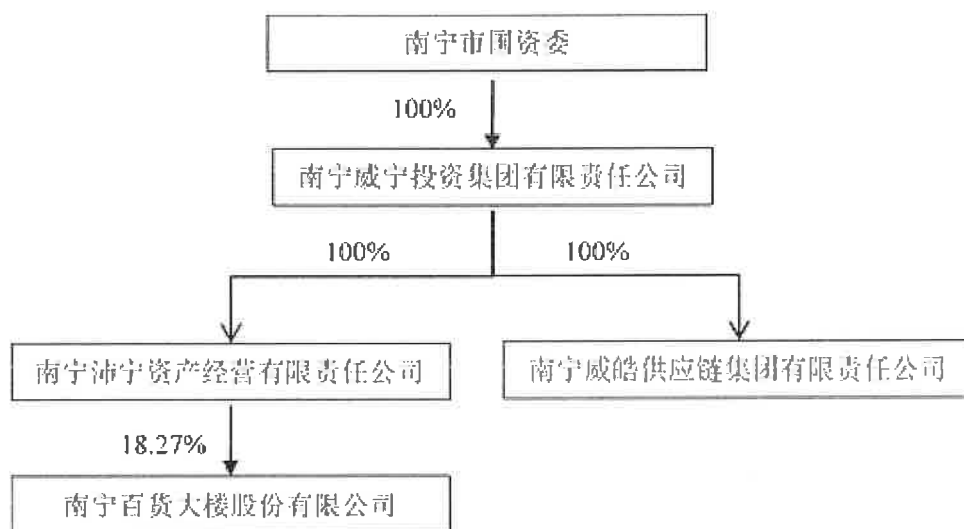 南宁市国资委
100%
南宁威宁投资集团有限责任公司
100%
100%
南宁沛宁资产经营有限责任公司
南宁威皓供应链集团有限责任公司
18.27%
南宁百货大楼股份有限公司